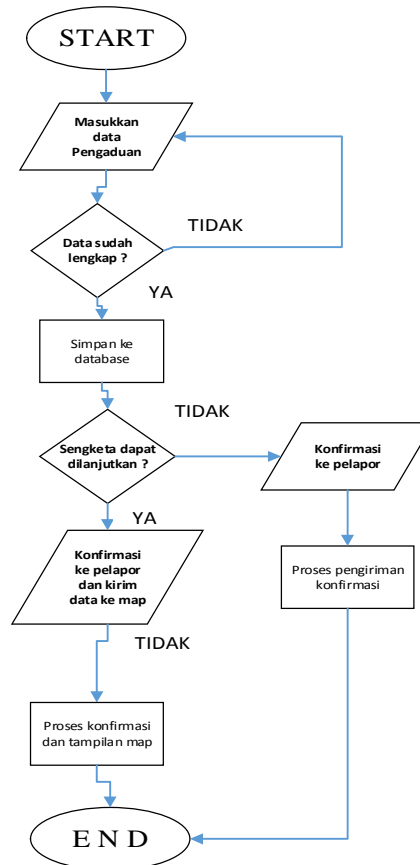 START
Masukkan
data
Pengaduan
TIDAK
Data sudah
lengkap ?
YA
Simpan ke
database
TIDAK
Sengketa dapat
dilanjutkan ?
Konfirmasi
ke pelapor
YA
Konfirmasi
ke pelapor
dan kirim
data ke map
Proses pengiriman
konfirmasi
TIDAK
Proses konfirmasi
dan tampilan map
E N D